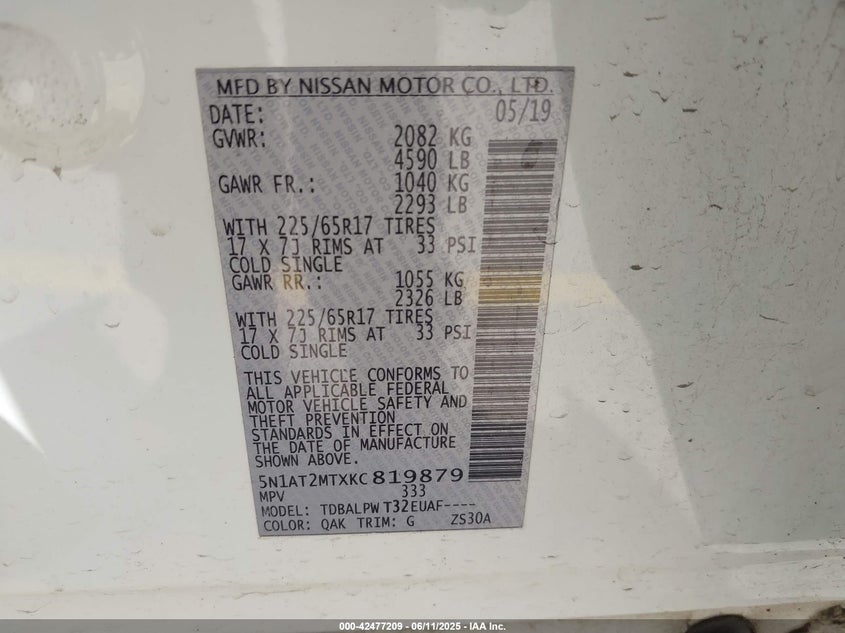 MFD BY NISSAN MOTOR CO., LTD.
DATE: 05/19
GVWR: 2082 KG
4590 LB
GAWR FR.: 1040 KG
2293 LB
WITH 225/65R17 TIRES
17 X 7J RIMS AT 33 PSI
COLD SINGLE
GAWR RR.: 1055 KG
2326 LB
WITH 225/65R17 TIRES
17 X 7J RIMS AT 33 PSI
COLD SINGLE
THIS VEHICLE CONFORMS TO
ALL APPLICABLE FEDERAL
MOTOR VEHICLE SAFETY AND
THEFT PREVENTION
STANDARDS IN EFFECT ON
THE DATE OF MANUFACTURE
SHOWN ABOVE.
5N1AT2MTXKC819879
MPV 333
MODEL: TDBALPW T32EUAF----
COLOR: QAK TRIM: G ZS30A
000-42477209 - 06/11/2025 - IAA Inc.